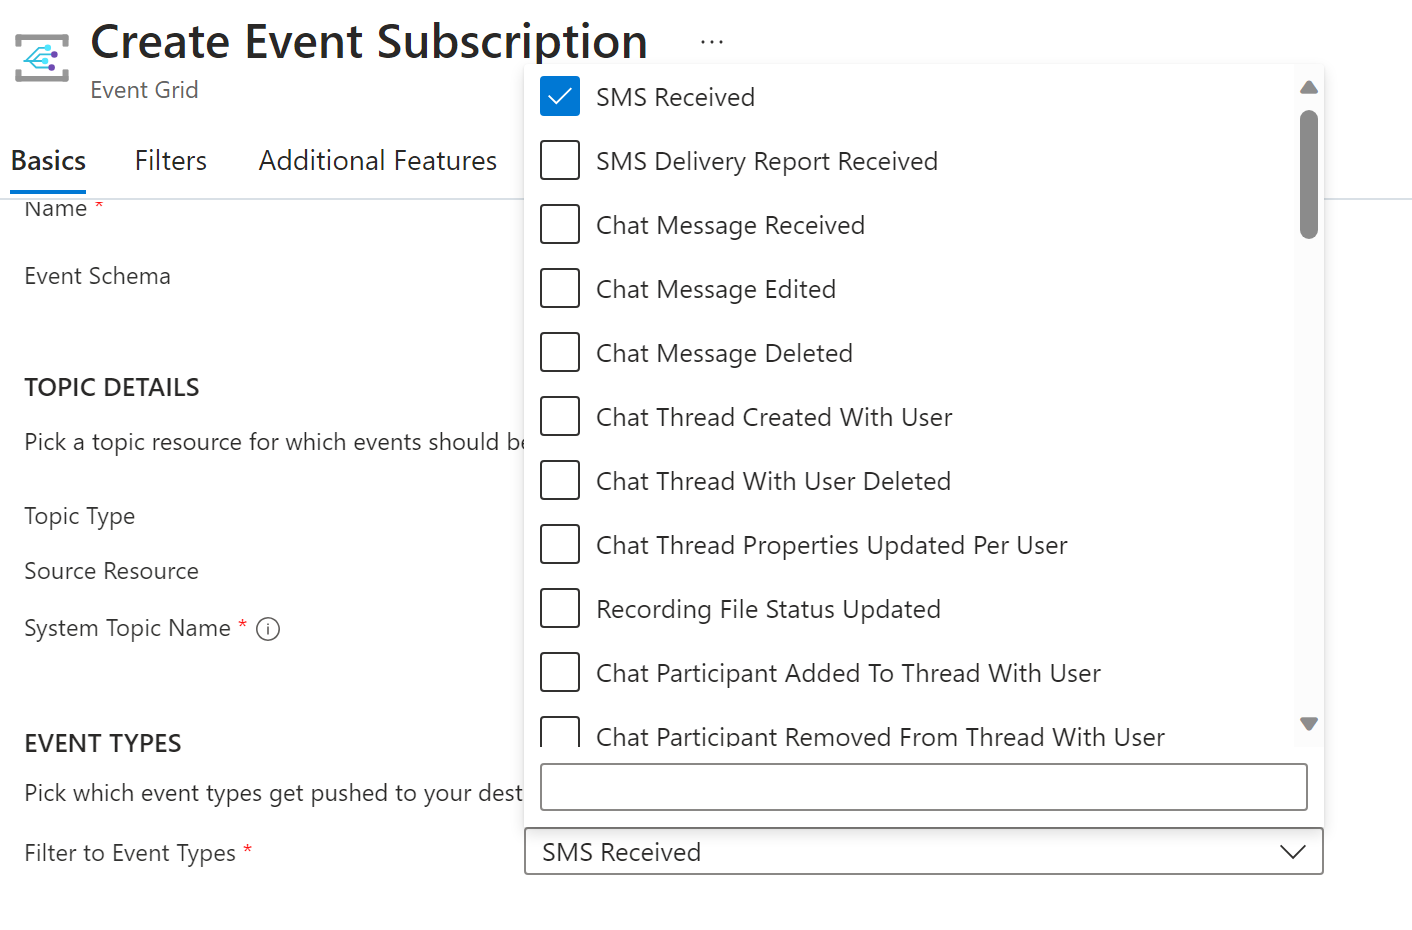 Create Event Subscription ...
Event Grid
Basics Filters Additional Features
Name *
Event Schema
TOPIC DETAILS
Pick a topic resource for which events should be
Topic Type
Source Resource
System Topic Name *
EVENT TYPES
Pick which event types get pushed to your dest
Filter to Event Types *
SMS Received
SMS Delivery Report Received
Chat Message Received
Chat Message Edited
Chat Message Deleted
Chat Thread Created With User
Chat Thread With User Deleted
Chat Thread Properties Updated Per User
Recording File Status Updated
Chat Participant Added To Thread With User
Chat Participant Removed From Thread With User
SMS Received